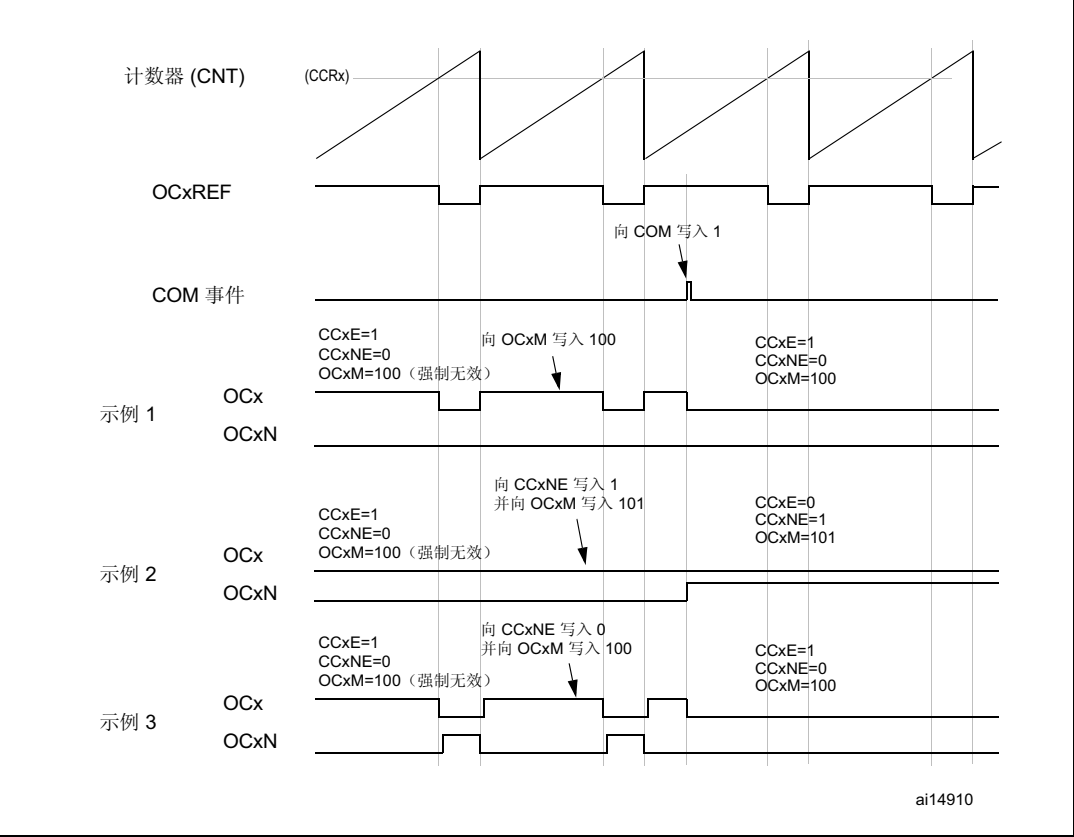 计数器 (CNT)
(CCRx)
OCxREF
向 COM 写入 1
COM 事件
CCxE=1
CCxNE=0
OCxM=100（强制无效）
向 OCxM 写入 100
CCxE=1
CCxNE=0
OCxM=100
示例 1
OCx
OCxN
CCxE=1
CCxNE=0
OCxM=100（强制无效）
向 CCxNE 写入 1
并向 OCxM 写入 101
CCxE=0
CCxNE=1
OCxM=101
示例 2
OCx
OCxN
CCxE=1
CCxNE=0
OCxM=100（强制无效）
向 CCxNE 写入 0
并向 OCxM 写入 100
CCxE=1
CCxNE=0
OCxM=100
示例 3
OCx
OCxN
ai14910